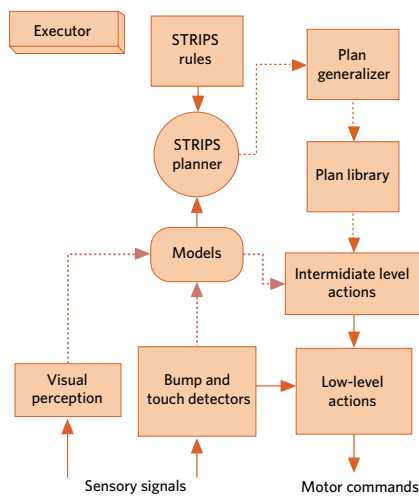 Executor
STRIPS
rules
Plan
generalizer
STRIPS
planner
Plan library
Models
Intermidiate level
actions
Visual
perception
Bump and
touch detectors
Low-level
actions
Sensory signals
Motor commands